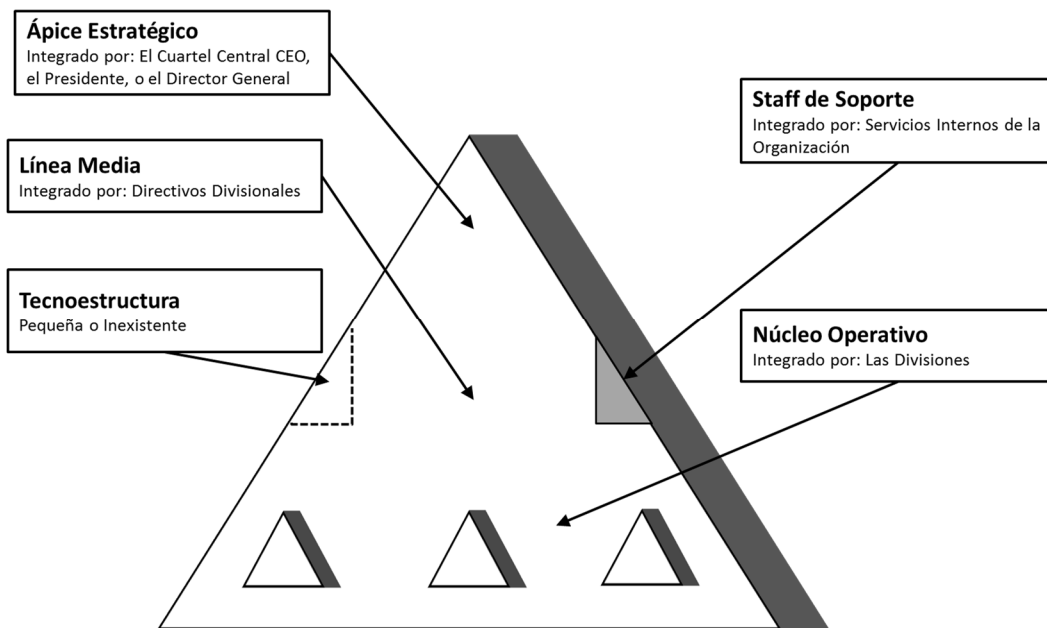 Ápice Estratégico
Integrado por: El Cuartel Central CEO,
el Presidente, o el Director General
Línea Media
Integrado por: Directivos Divisionales
Tecnoestructura
Pequeña o Inexistente
Staff de Soporte
Integrado por: Servicios Internos de la
Organización
Núcleo Operativo
Integrado por: Las Divisiones